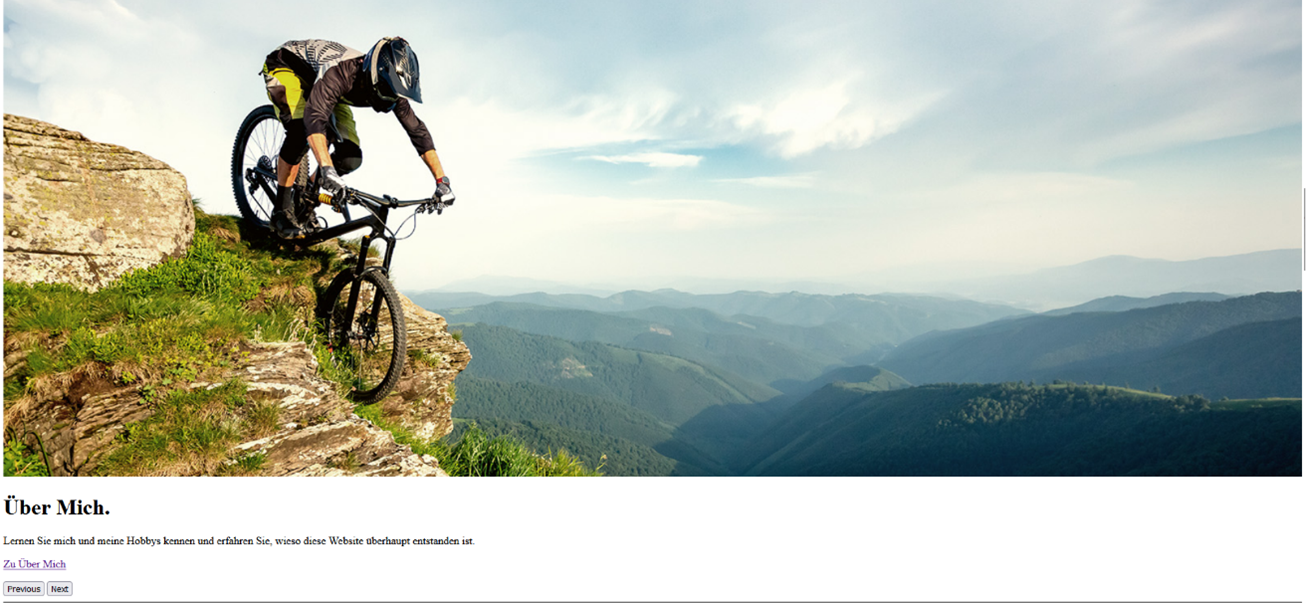 Über Mich.
Lernen Sie mich und meine Hobbys kennen und erfahren Sie, wieso diese Website überhaupt entstanden ist.
Zu Über Mich
Previous Next